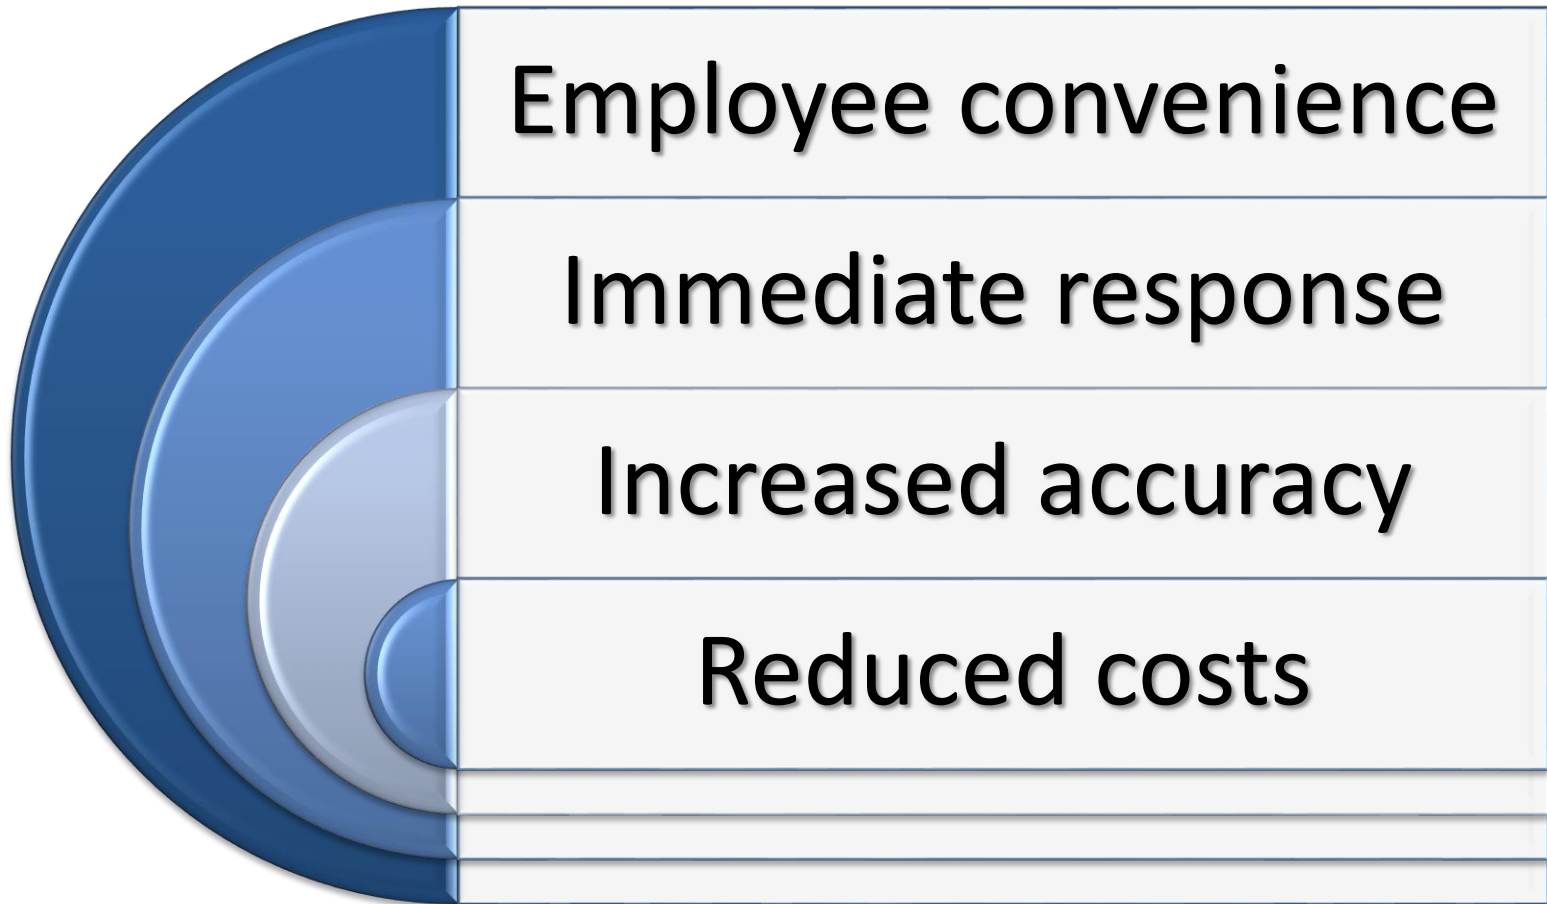 Employee convenience
Immediate response
Increased accuracy
Reduced costs